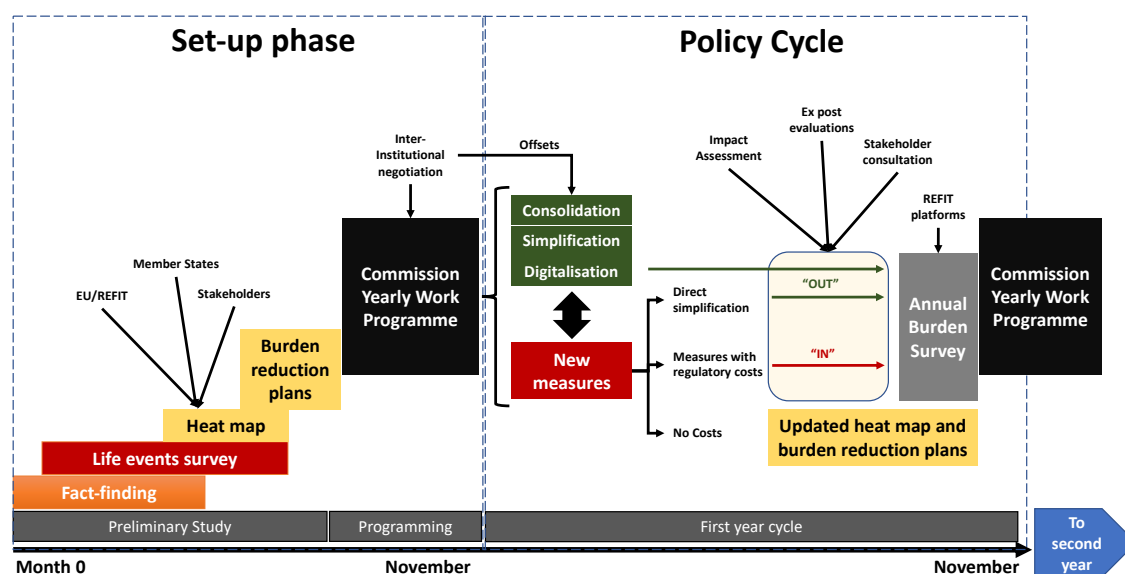 Set-up phase
Policy Cycle
Inter-
Institutional
negotiation
Offsets
Impact
Assessment
Ex post
evaluations
Stakeholder
consultation
REFIT
platforms
Consolidation
Simplification
Digitalisation
Commission
Yearly Work
Programme
Member States
EU/REFIT
Stakeholders
Burden
reduction
plans
Heat map
Life events survey
Fact-finding
New
measures
Direct
simplification
Measures with
regulatory costs
No Costs
“OUT”
“IN”
Annual
Burden
Survey
Commission
Yearly Work
Programme
Updated heat map and
burden reduction plans
Preliminary Study
Programming
First year cycle
Month 0
November
November
To
second
year